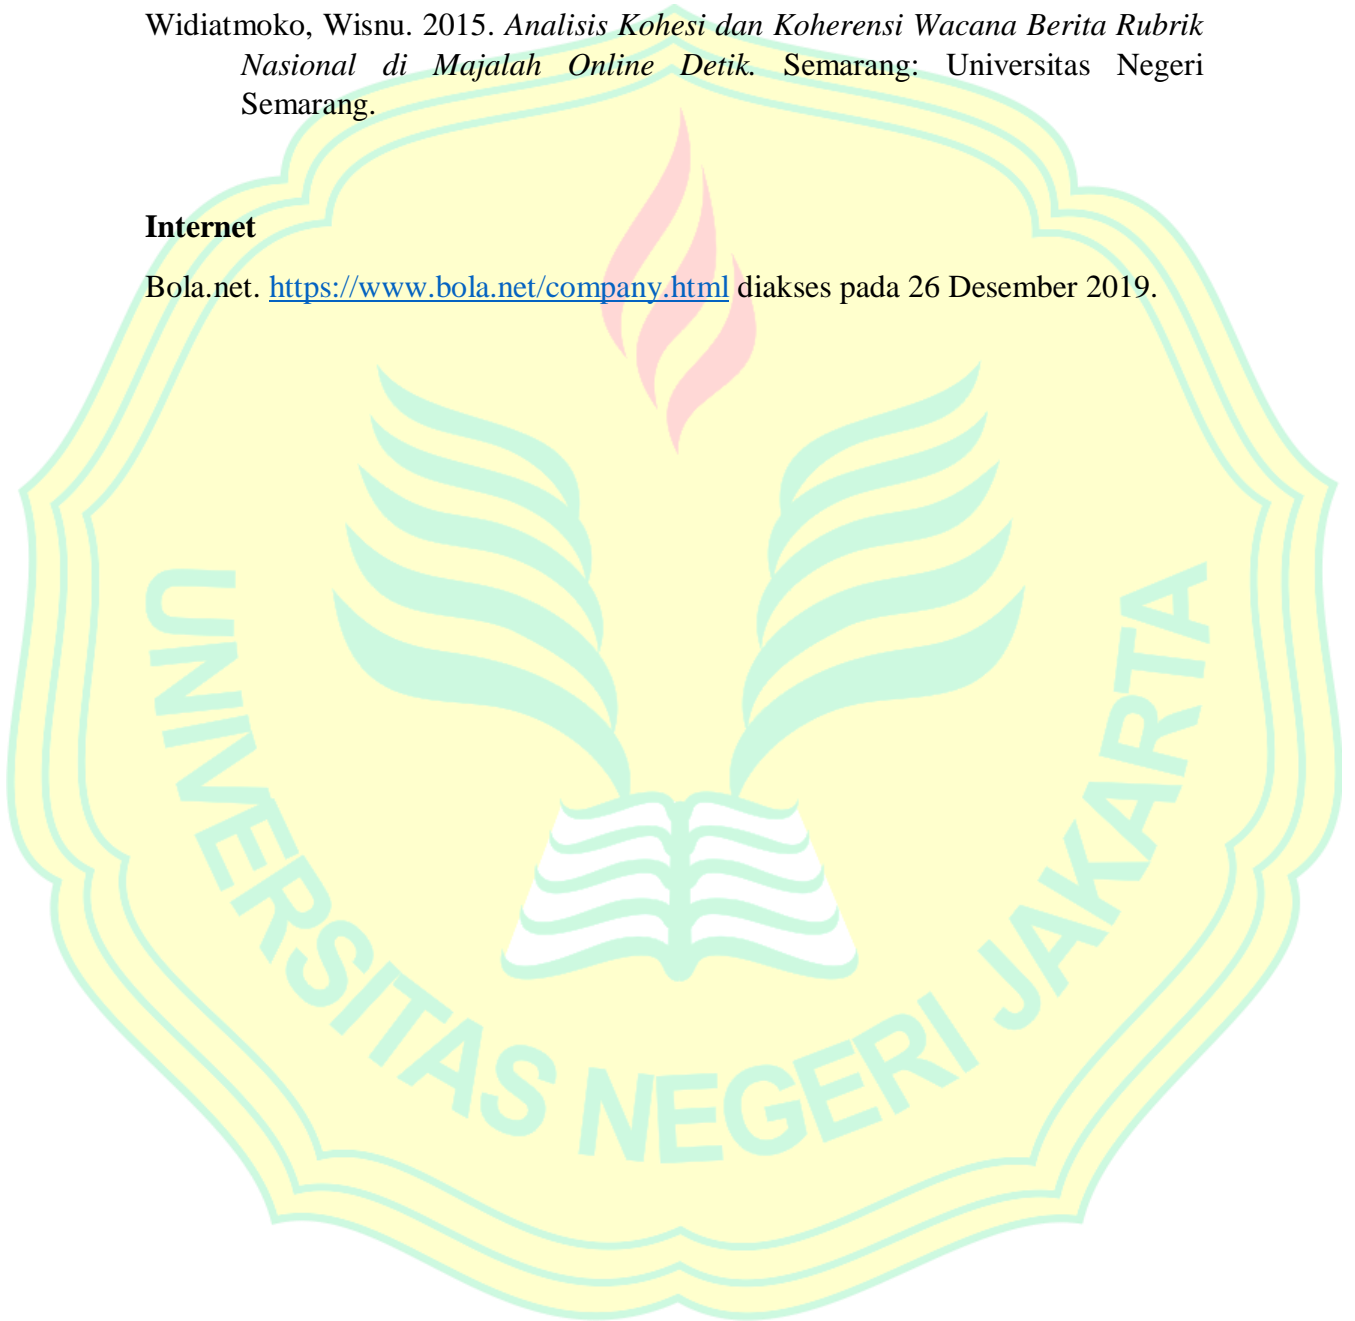 Widiatmoko, Wisnu. 2015. Analisis Kohesi dan Koherensi Wacana Berita Rubrik
Nasional di Majalah Online Detik. Semarang: Universitas Negeri
Semarang.
Internet
Bola.net. https://www.bola.net/company.html diakses pada 26 Desember 2019.
UNIVERSITAS NEGERI JAKARTA